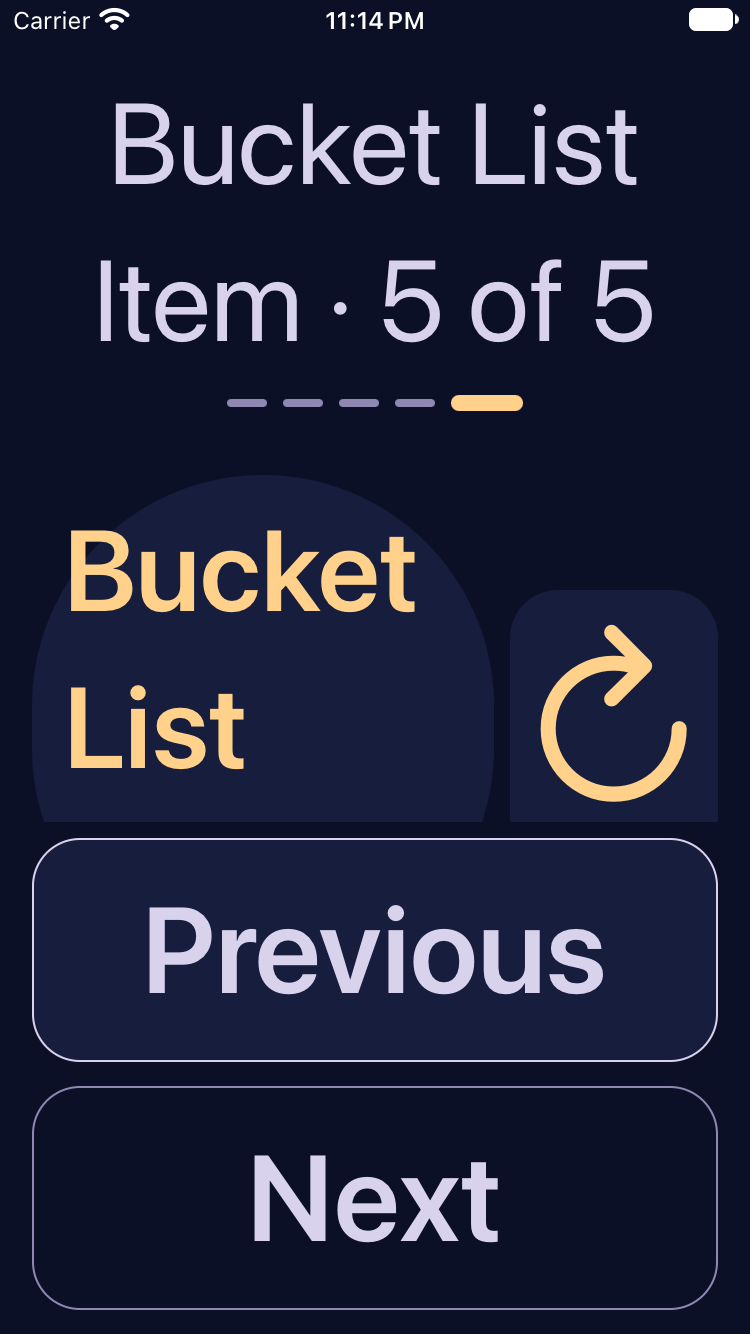 Carrier
11:14 PM
Bucket List
Item · 5 of 5
Bucket
List
Previous
Next